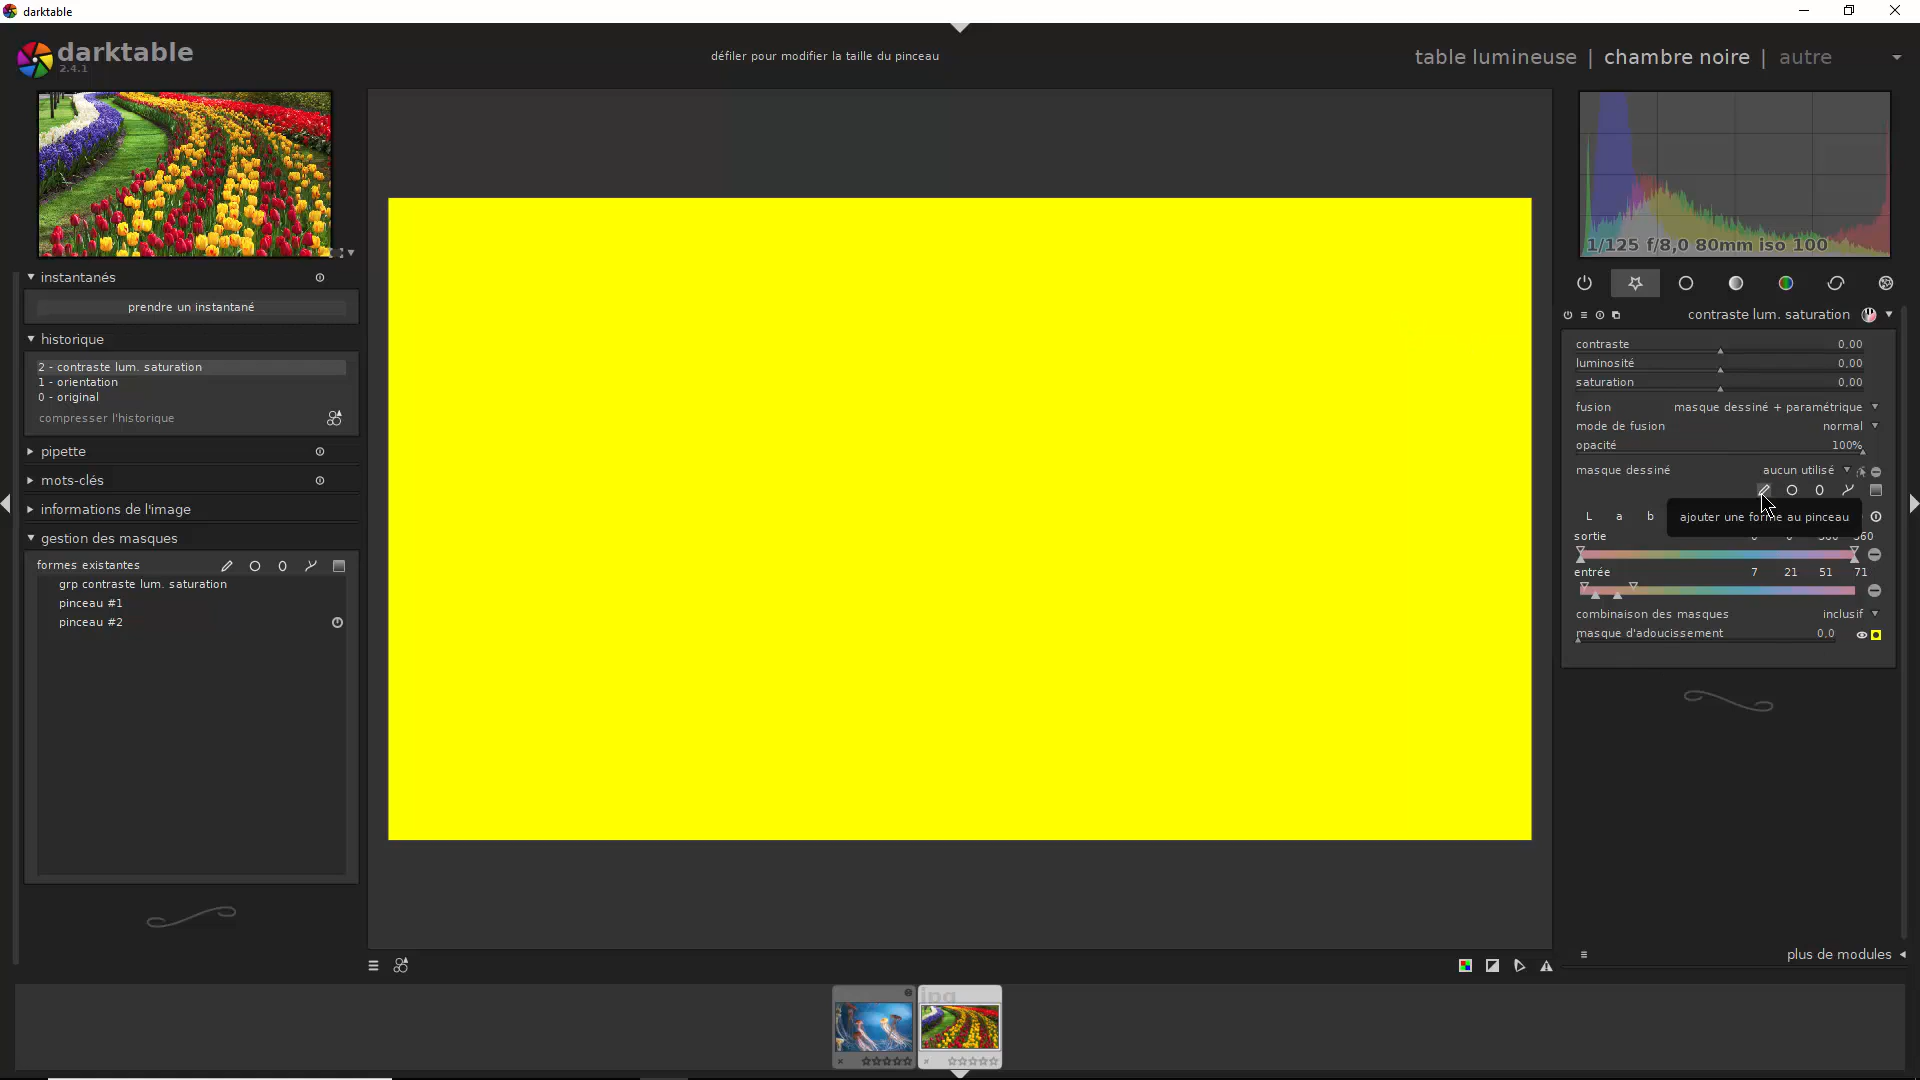 darktable
darktable
2.4.1
défiler pour modifier la taille du pinceau
table lumineuse | chambre noire | autre
1/125 f/8,0 80mm iso 100
instantanés
prendre un instantané
historique
2 - contraste lum. saturation
1 - orientation
0 - original
compresser l'historique
pipette
mots-clés
informations de l'image
gestion des masques
formes existantes
grp contraste lum. saturation
pinceau #1
pinceau #2
contraste lum. saturation
contraste 0,00
luminosité 0,00
saturation 0,00
fusion masque dessiné + paramétrique
mode de fusion normal
opacité 100%
masque dessiné aucun utilisé
L a b
ajouter une forme au pinceau
sortie
entrée 7 21 51 71
combinaison des masques inclusif
masque d'adoucissement 0,0
plus de modules
jpg